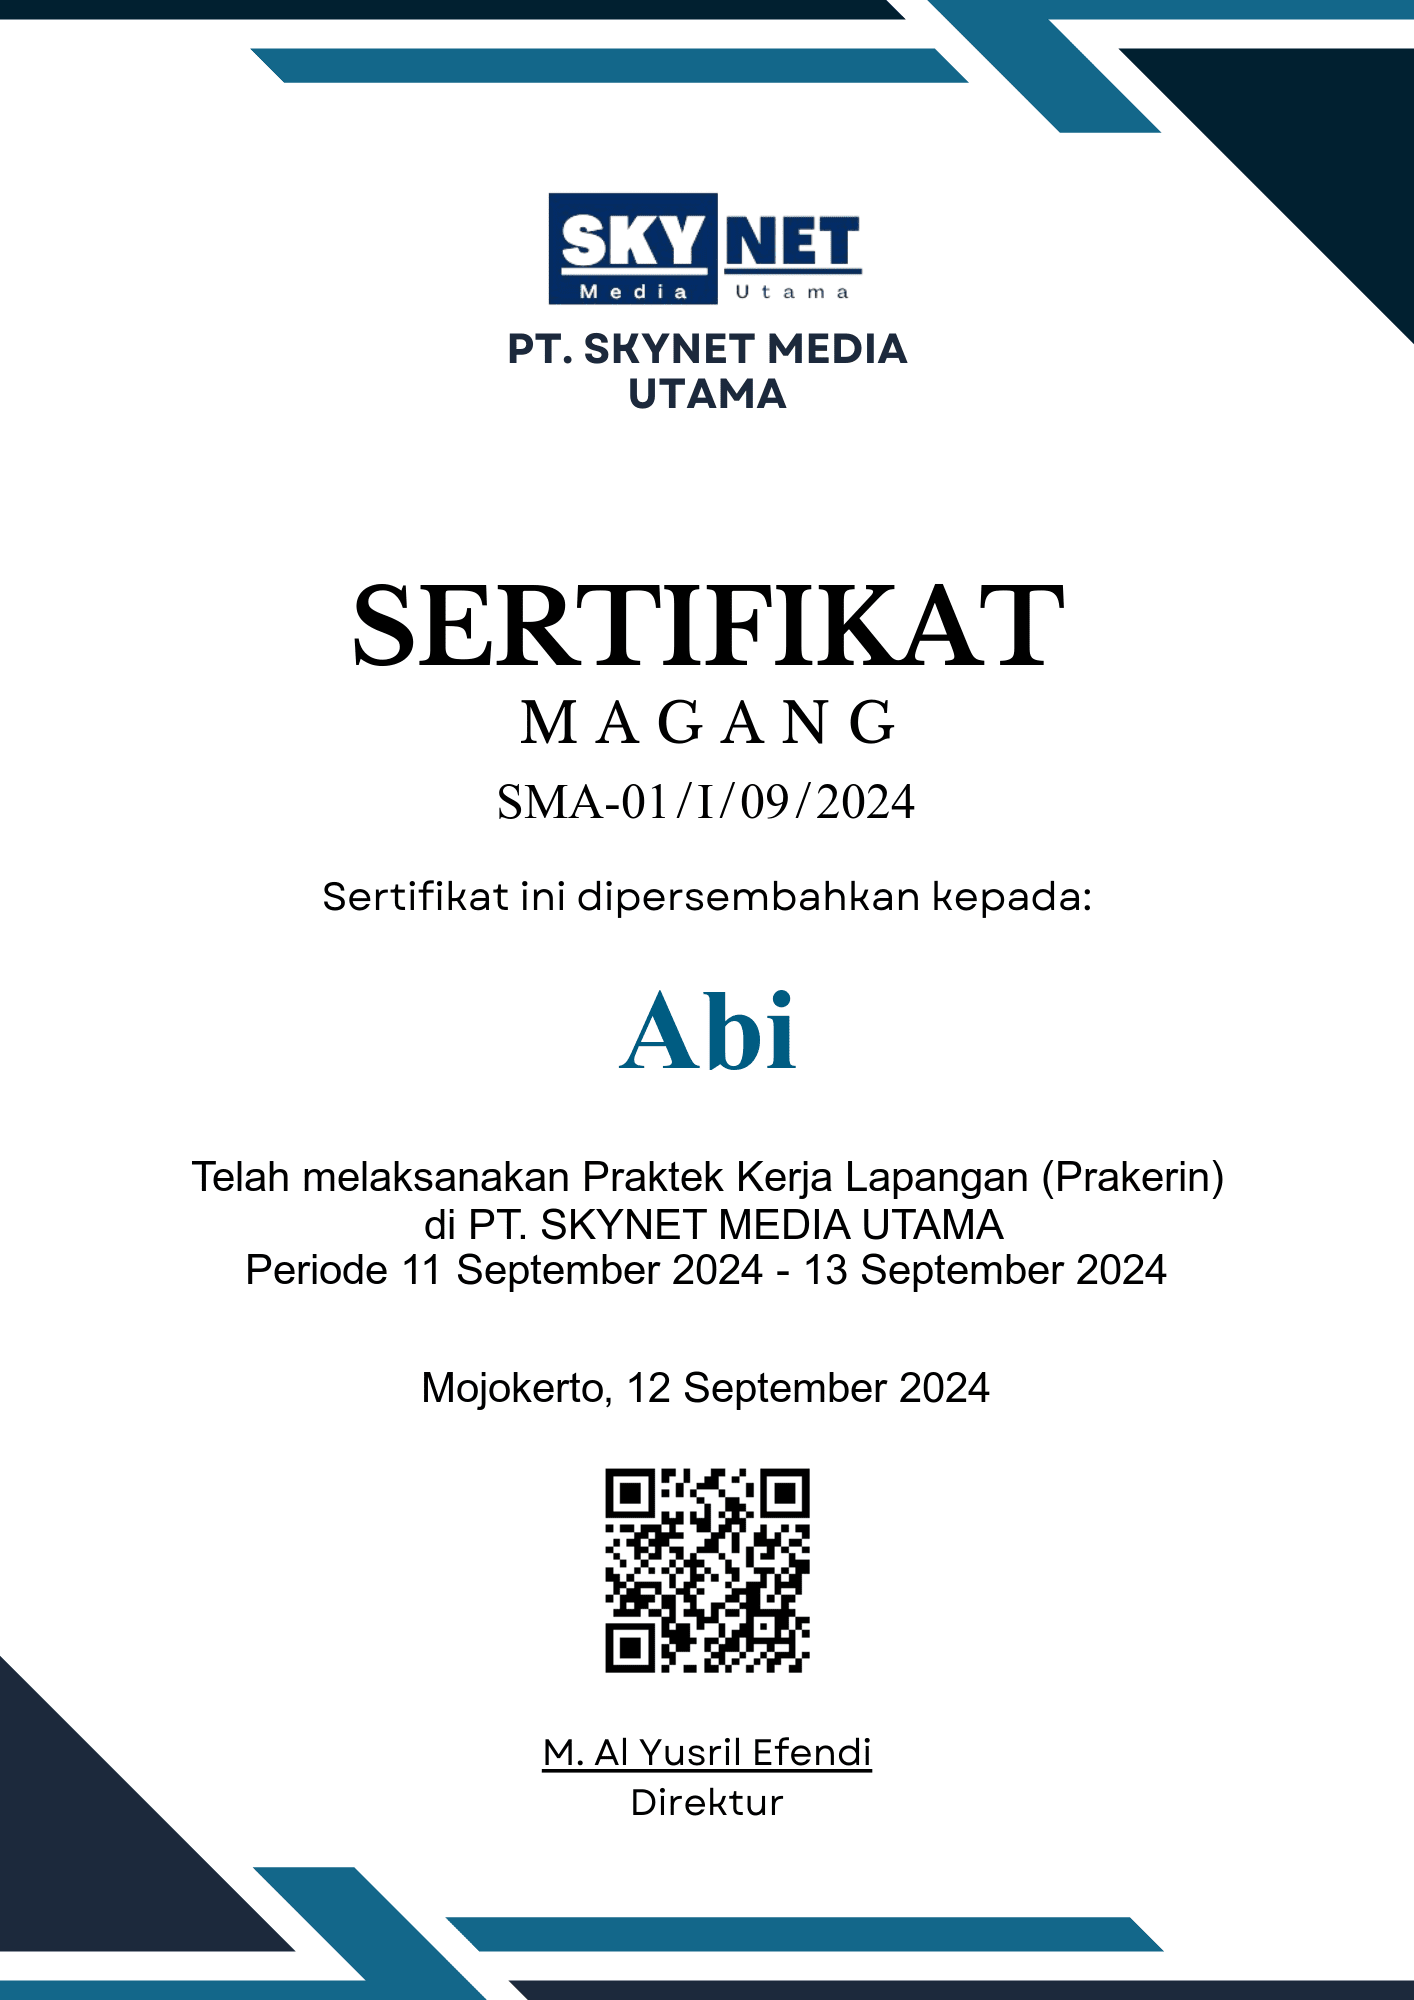 SKYNET
Media Utama
PT. SKYNET MEDIA
UTAMA
SERTIFIKAT
MAGANG
SMA-01/I/09/2024
Sertifikat ini dipersembahkan kepada:
Abi
Telah melaksanakan Praktek Kerja Lapangan (Prakerin)
di PT. SKYNET MEDIA UTAMA
Periode 11 September 2024 - 13 September 2024
Mojokerto, 12 September 2024
M. Al Yusril Efendi
Direktur